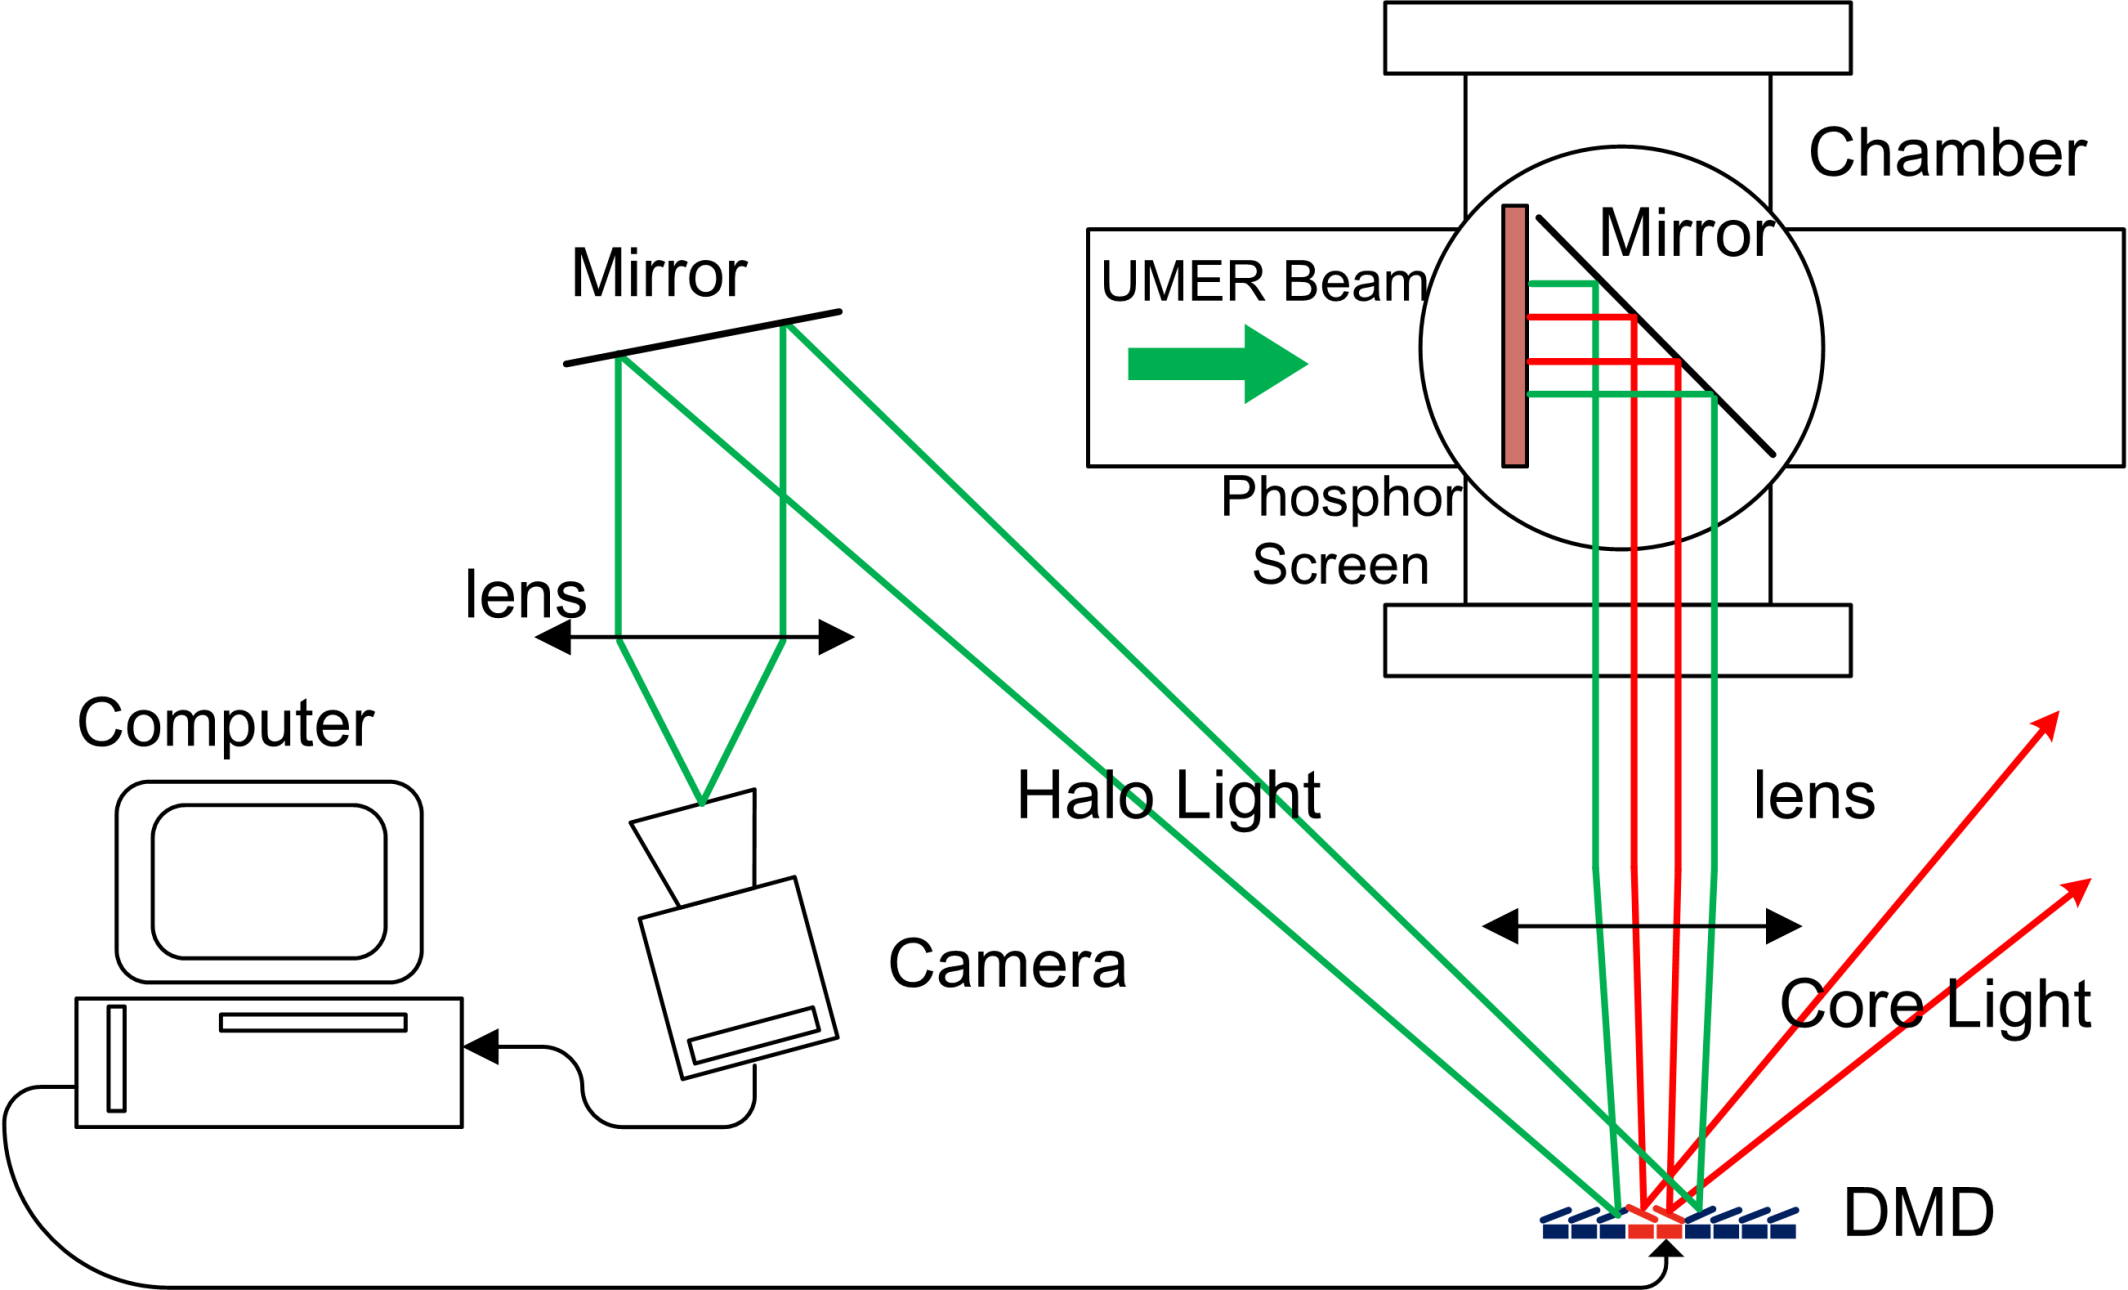 Chamber
Mirror
UMER Beam
Mirror
Phosphor
Screen
lens
Computer
Halo Light
lens
Camera
Core Light
DMD